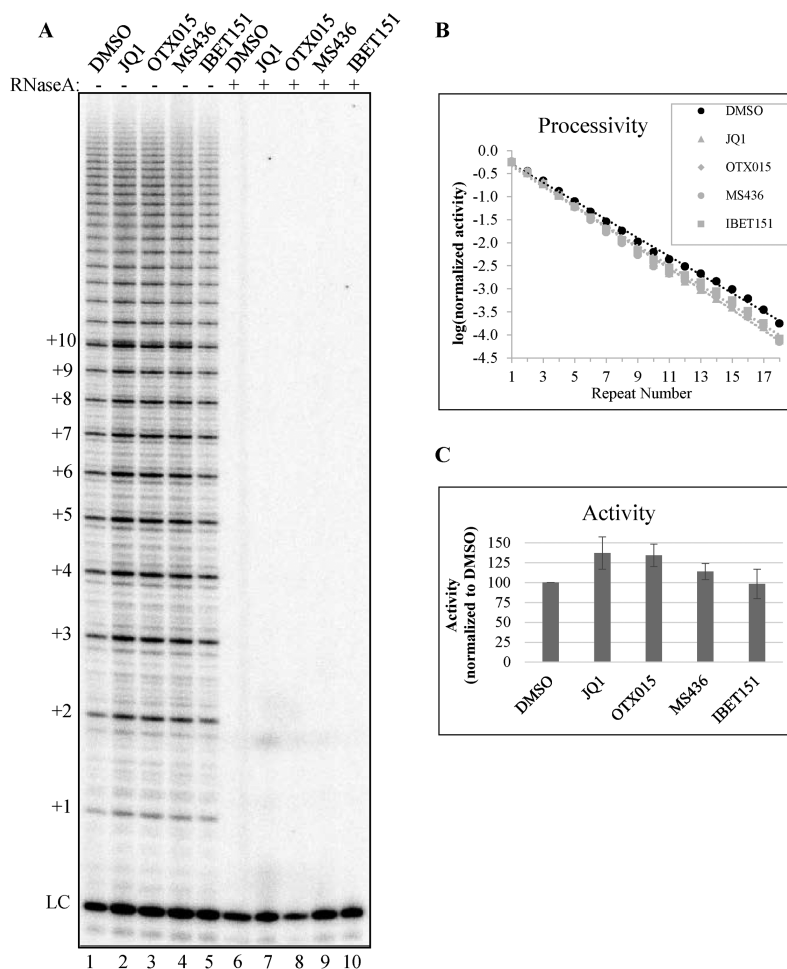 A
DMSO JQ1 OTX015 MS436 IBET151 DMSO JQ1 OTX015 MS436 IBET151
RNaseA: - - - - - + + + + +
+10
+9
+8
+7
+6
+5
+4
+3
+2
+1
LC
1 2 3 4 5 6 7 8 9 10
B
Processivity
DMSO
JQ1
OTX015
MS436
IBET151
log(normalized activity)
0.0
-0.5
-1.0
-1.5
-2.0
-2.5
-3.0
-3.5
-4.0
-4.5
1 3 5 7 9 11 13 15 17
Repeat Number
C
Activity
Activity
(normalized to DMSO)
150
125
100
75
50
25
0
DMSO JQ1 OTX015 MS436 IBET151